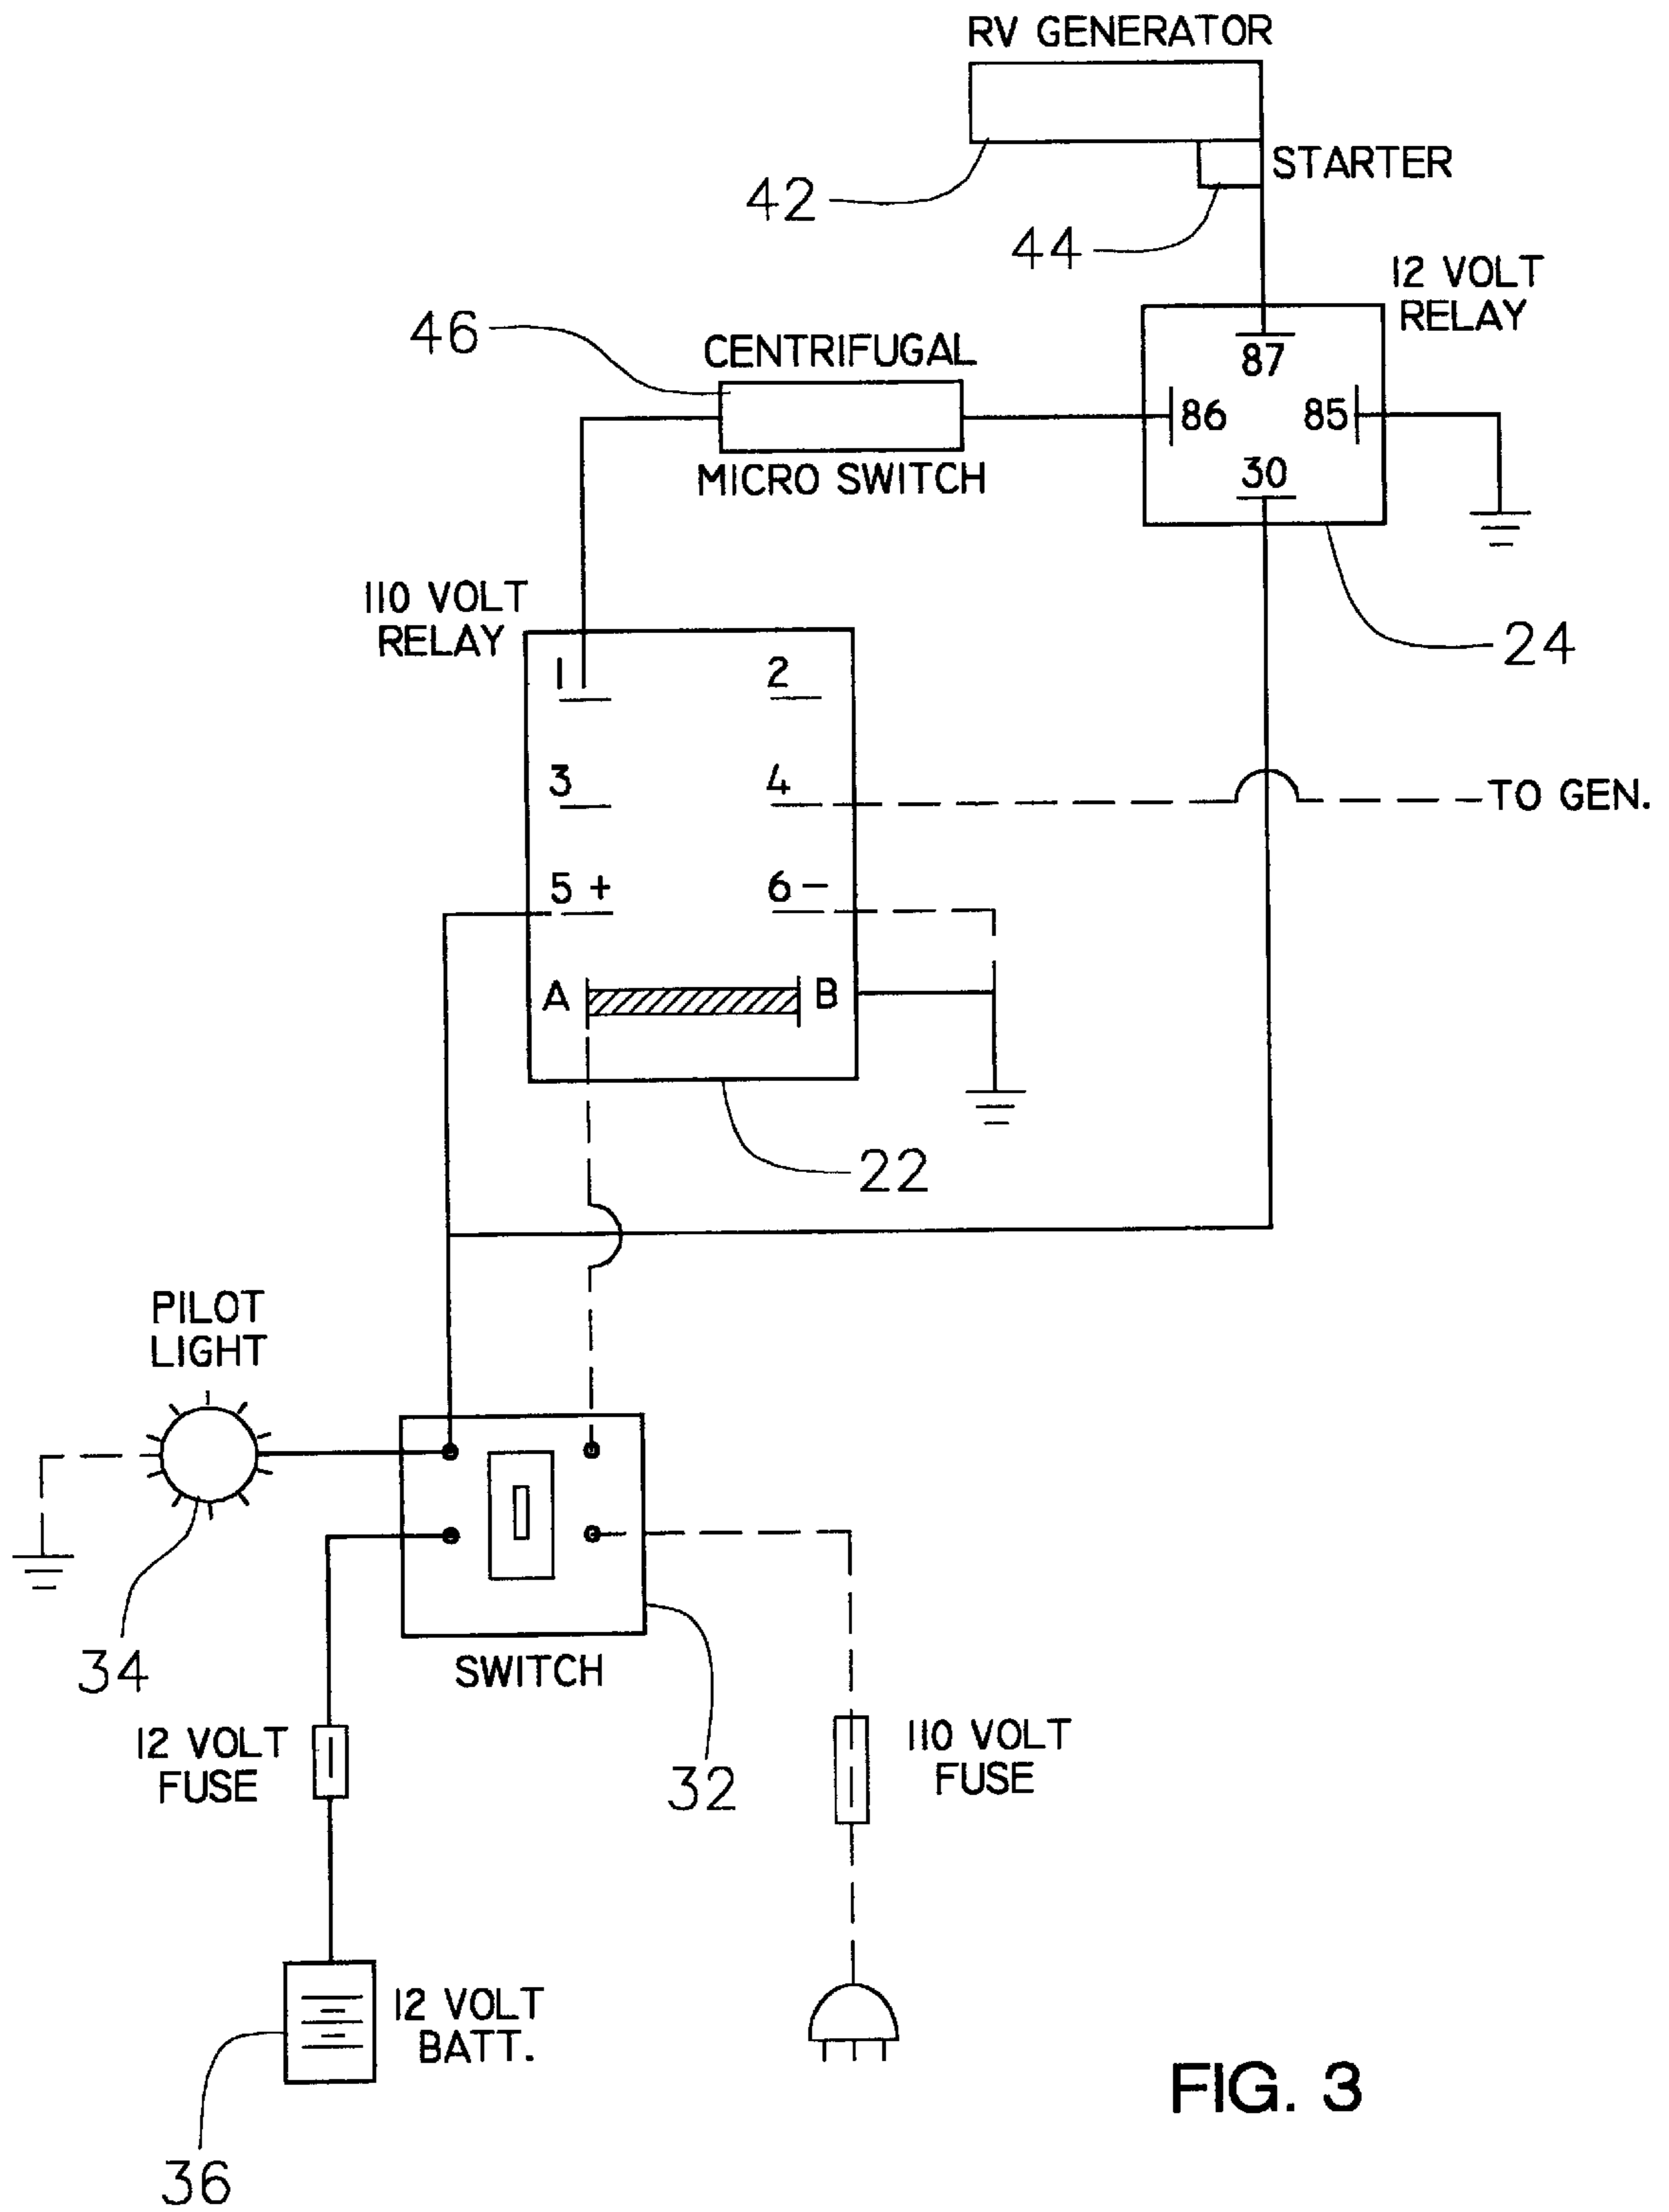 RV GENERATOR
STARTER
42
44
12 VOLT
RELAY
46
CENTRIFUGAL
87
86
85
MICRO SWITCH
30
110 VOLT
RELAY
24
1
2
3
4
TO GEN.
5 +
6 -
A
B
22
PILOT
LIGHT
34
SWITCH
12 VOLT
FUSE
110 VOLT
FUSE
32
12 VOLT
BATT.
36
FIG. 3